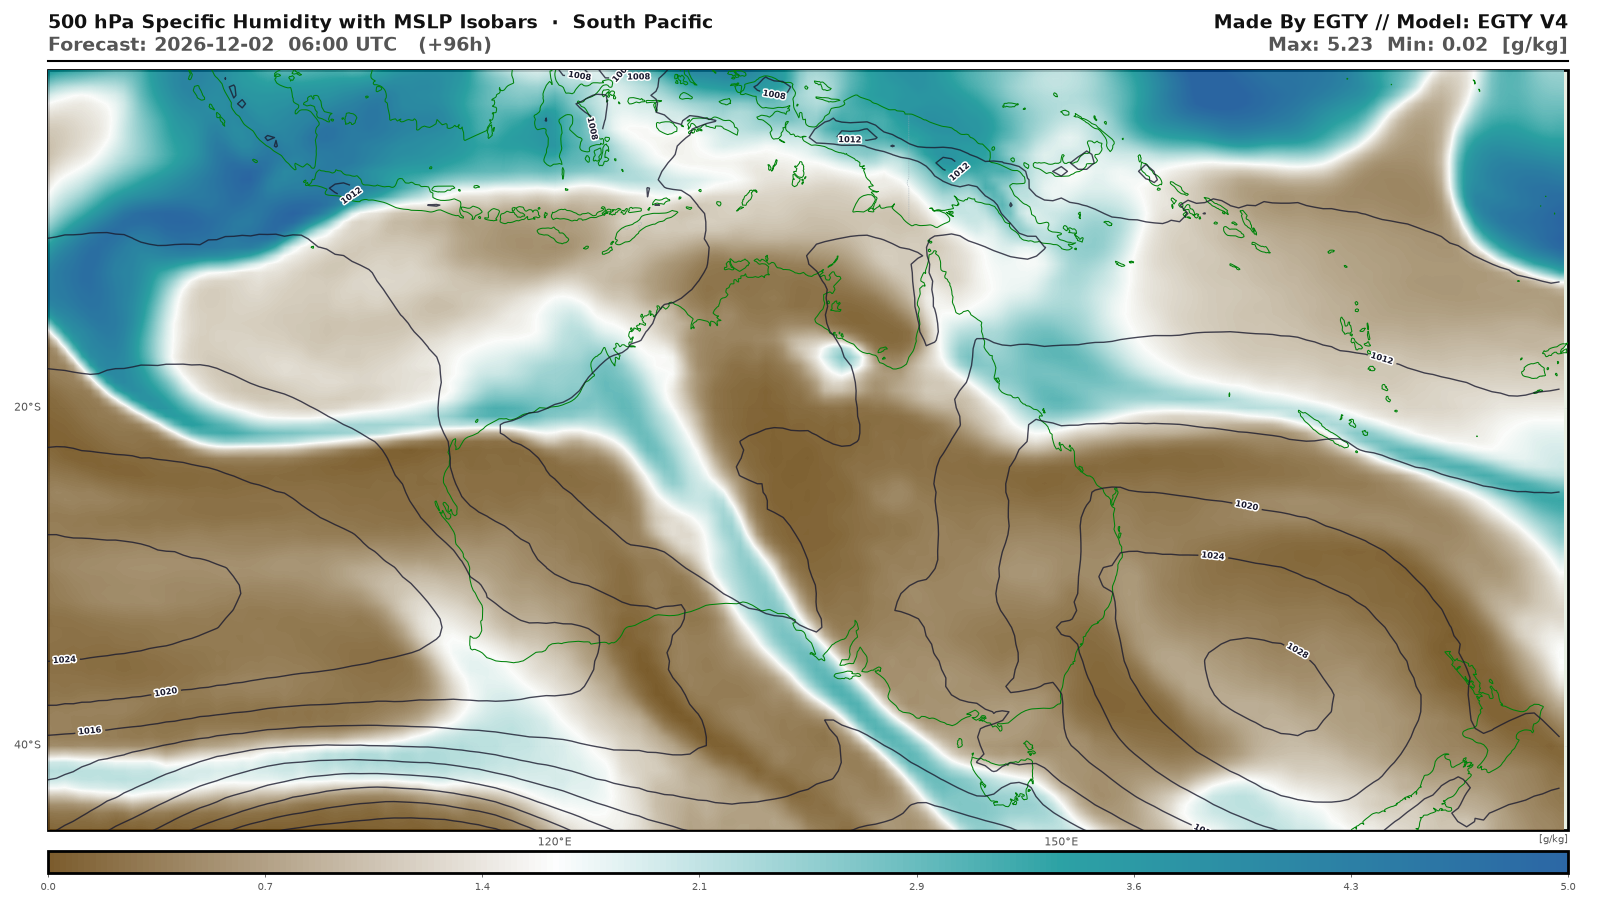 500 hPa Specific Humidity with MSLP Isobars · South Pacific
Made By EGTY // Model: EGTY V4
Forecast: 2026-12-02 06:00 UTC (+96h)
Max: 5.23 Min: 0.02 [g/kg]
1008
1008
1008
1008
1012
1012
1012
1012
20°S
1020
1024
1028
1024
1020
1016
40°S
120°E
150°E
[g/kg]
0.0
0.7
1.4
2.1
2.9
3.6
4.3
5.0